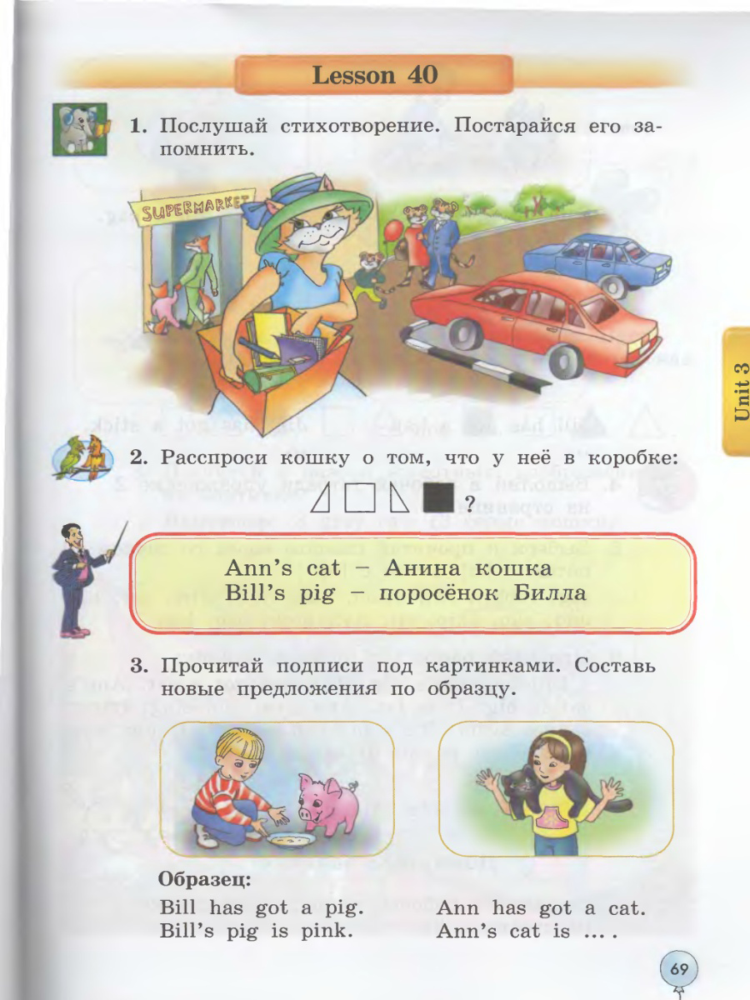 Lesson 40
1. Послушай стихотворение. Постарайся его за-
помнить.
SUPERMARKET
2. Расспроси кошку о том, что у неё в коробке:
?
Ann's cat – Анина кошка
Bill's pig – поросёнок Билла
Unit 3
3. Прочитай подписи под картинками. Составь
новые предложения по образцу.
Образец:
Bill has got a pig.
Bill's pig is pink.
Ann has got a cat.
Ann's cat is ... .
69